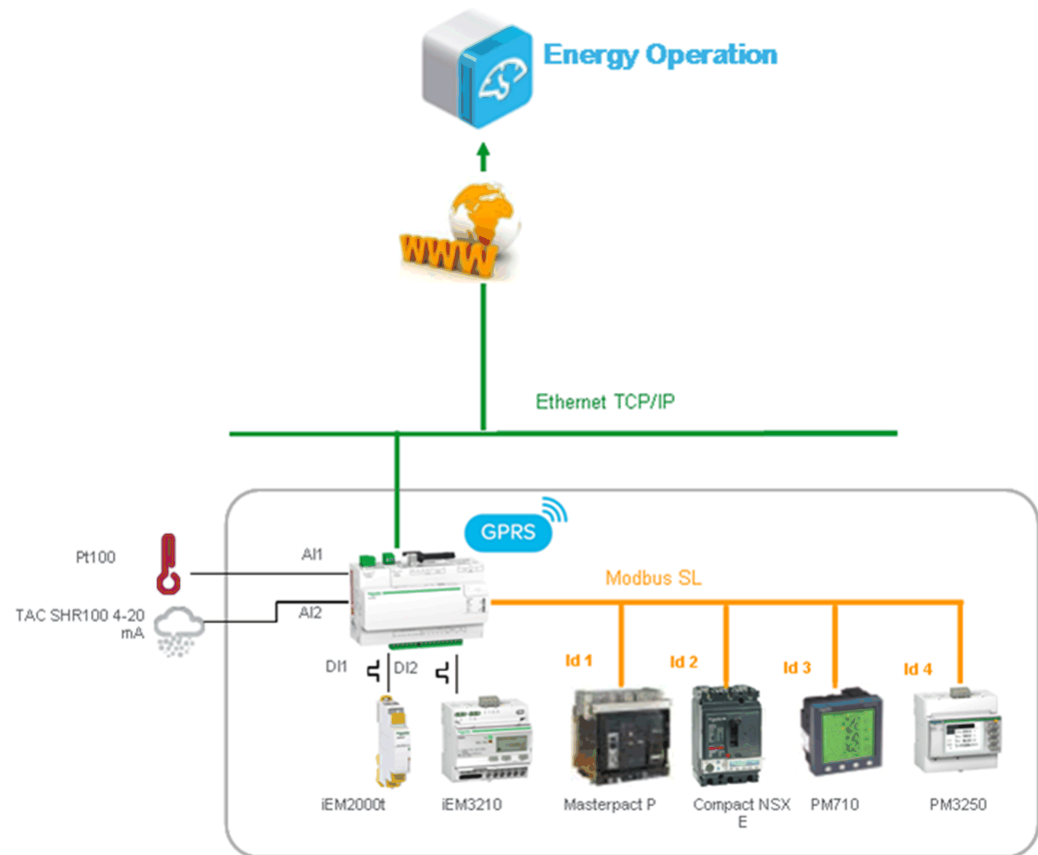 Energy Operation
WWW
Ethernet TCP/IP
GPRS
Pt100
AI1
Modbus SL
TAC SHR100 4-20
mA
AI2
DI1
DI2
Id 1
Id 2
Id 3
Id 4
iEM2000t
iEM3210
Masterpact P
Compact NSX
E
PM710
PM3250